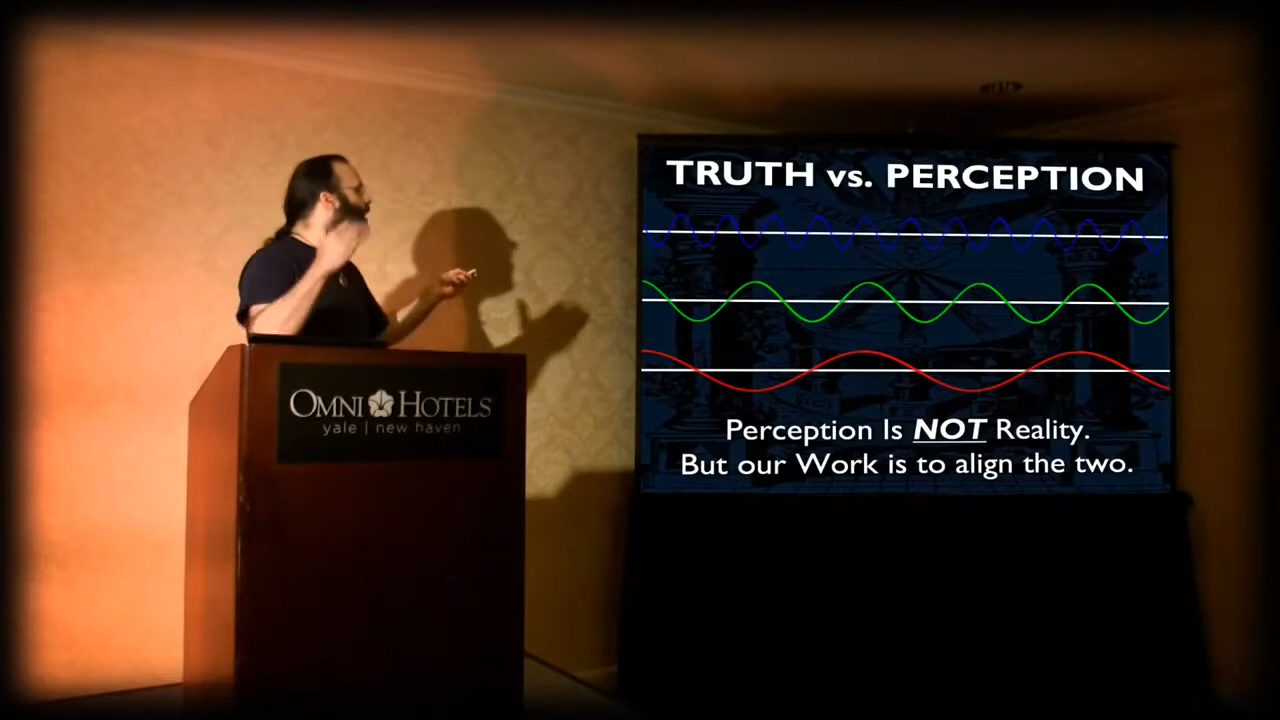 OMNI HOTELS
yale | new haven
TRUTH vs. PERCEPTION
Perception Is NOT Reality.
But our Work is to align the two.